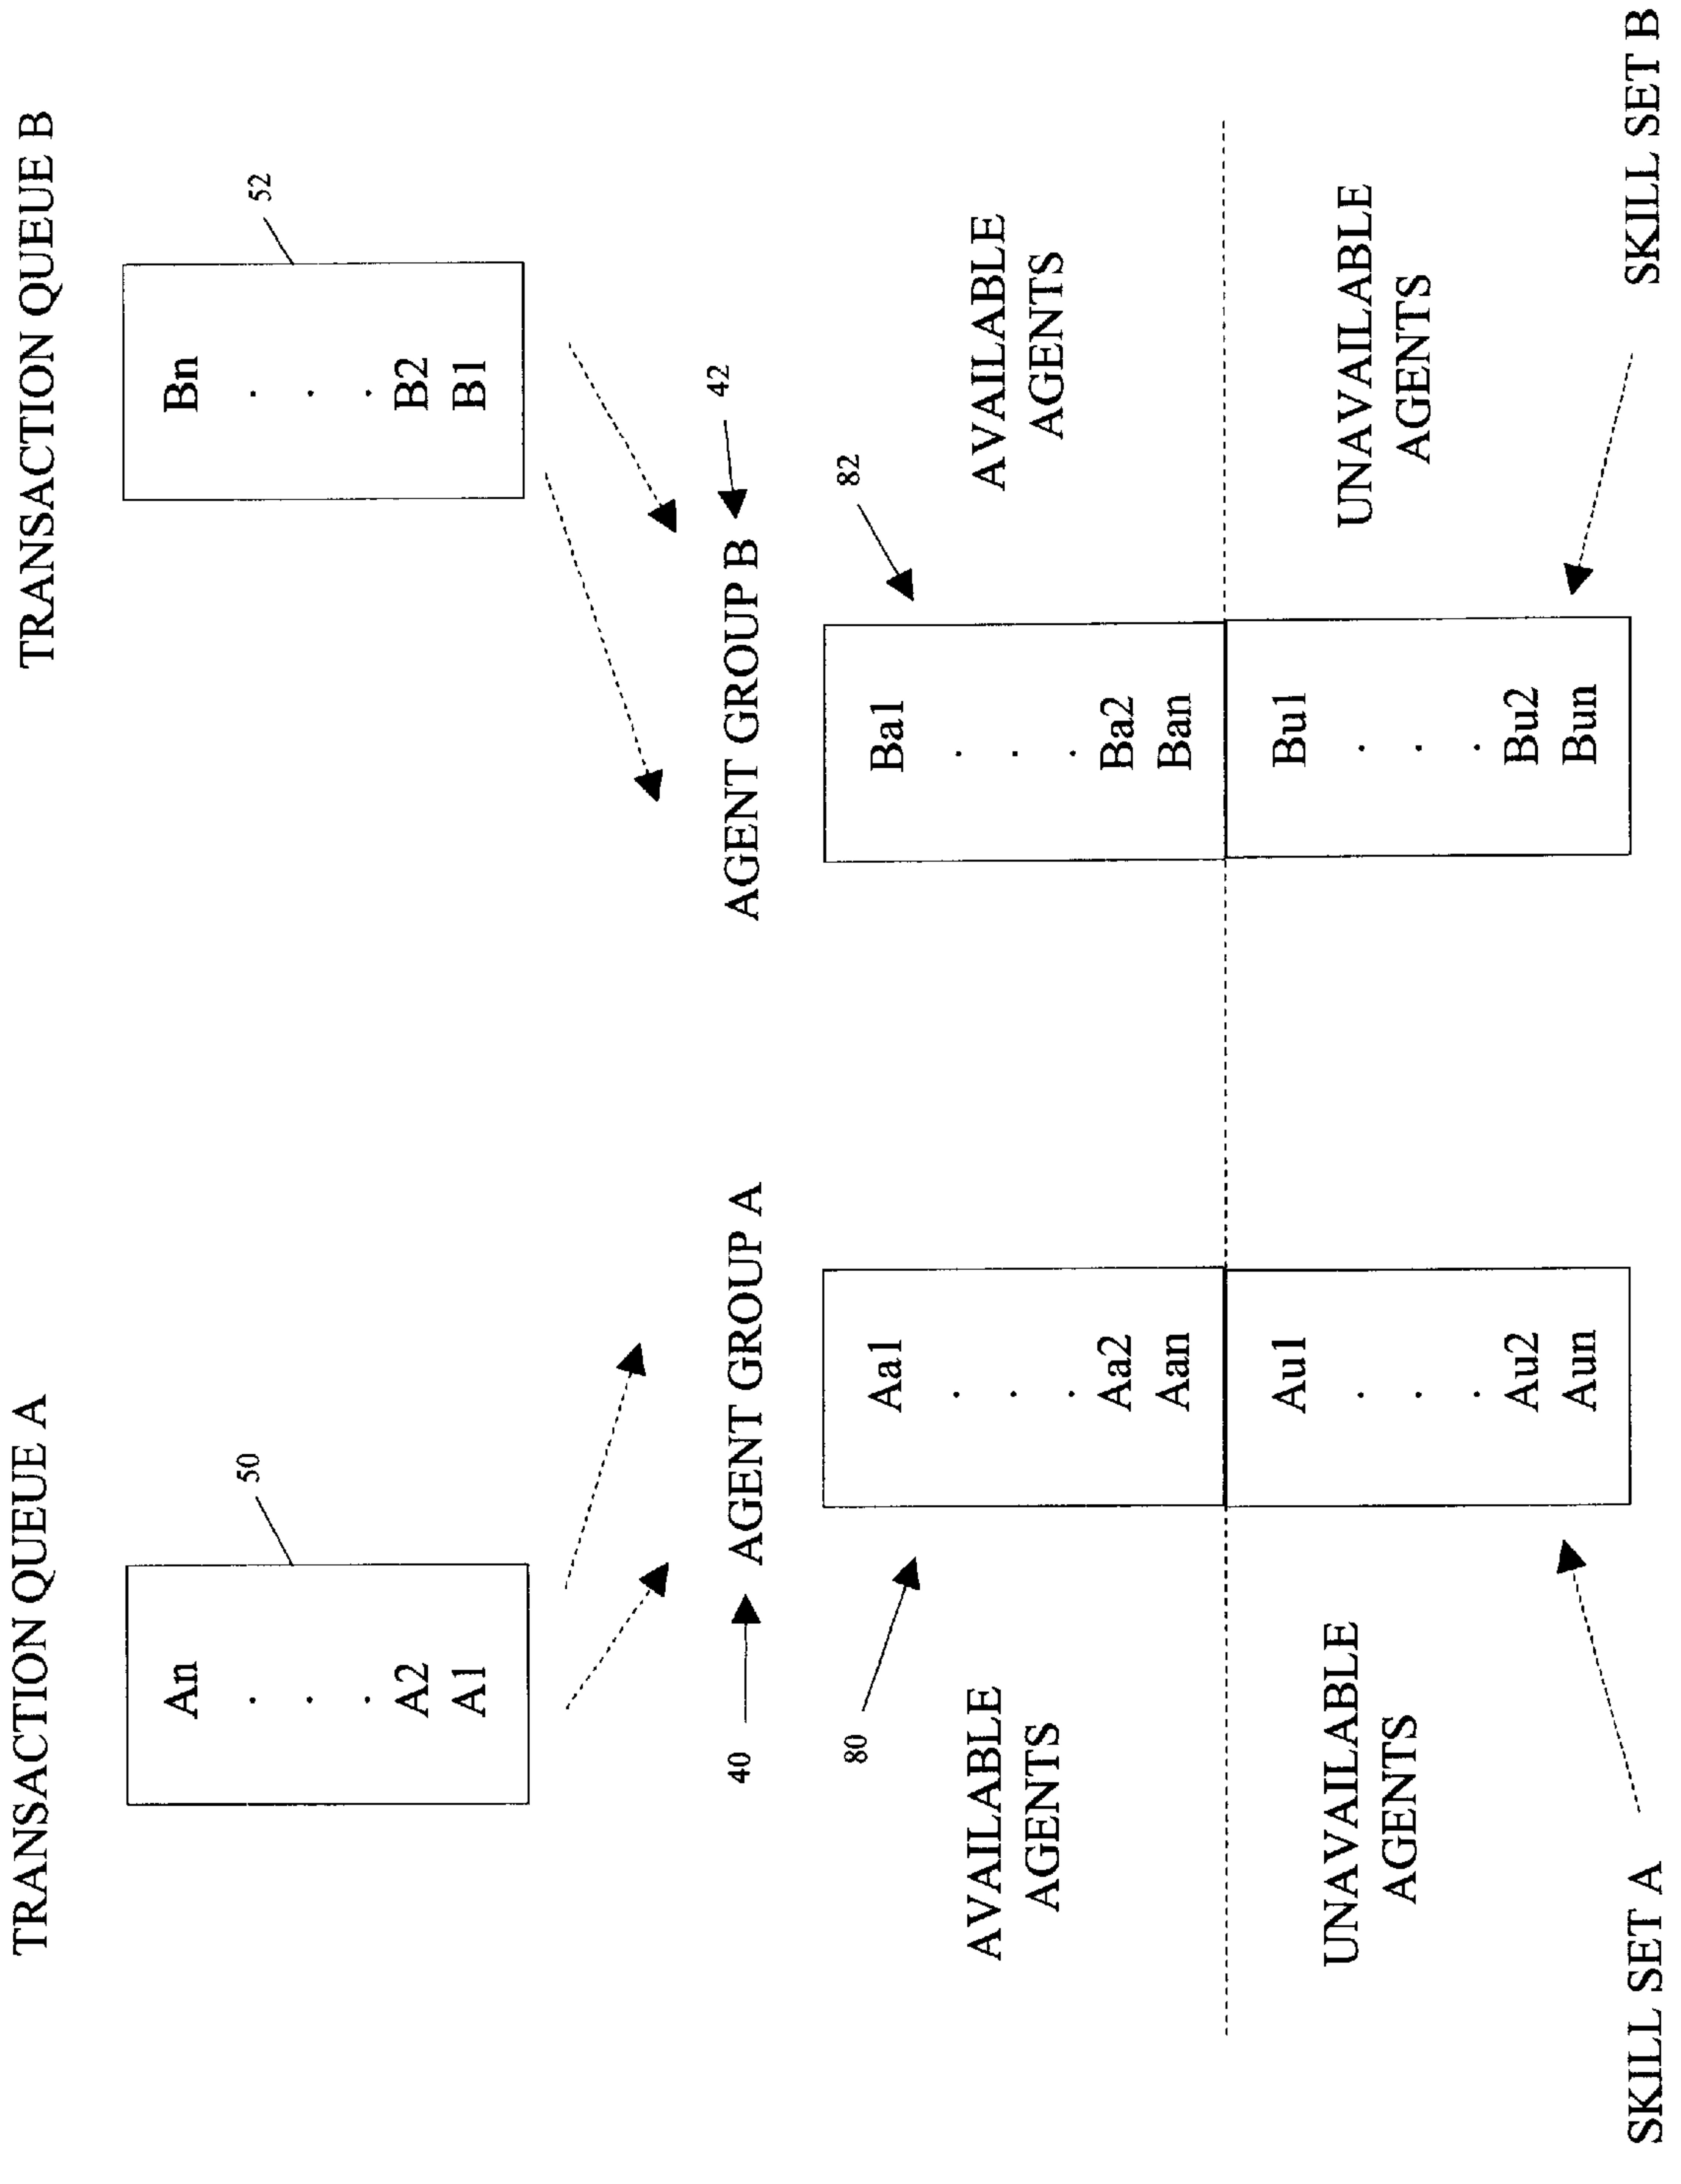 TRANSACTION QUEUE A
50
An
.
.
.
A2
A1
40
AGENT GROUP A
80
AVAILABLE
AGENTS
Aa1
.
.
.
Aa2
Aan
UNAVAILABLE
AGENTS
Au1
.
.
.
Au2
Aun
SKILL SET A
TRANSACTION QUEUE B
52
Bn
.
.
.
B2
B1
42
AGENT GROUP B
82
Ba1
.
.
.
Ba2
Ban
AVAILABLE
AGENTS
Bu1
.
.
.
Bu2
Bun
UNAVAILABLE
AGENTS
SKILL SET B